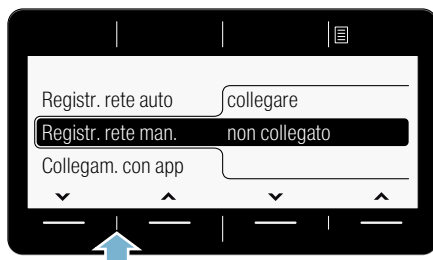 Registr. rete auto collegare
Registr. rete man. non collegato
Collegam. con app